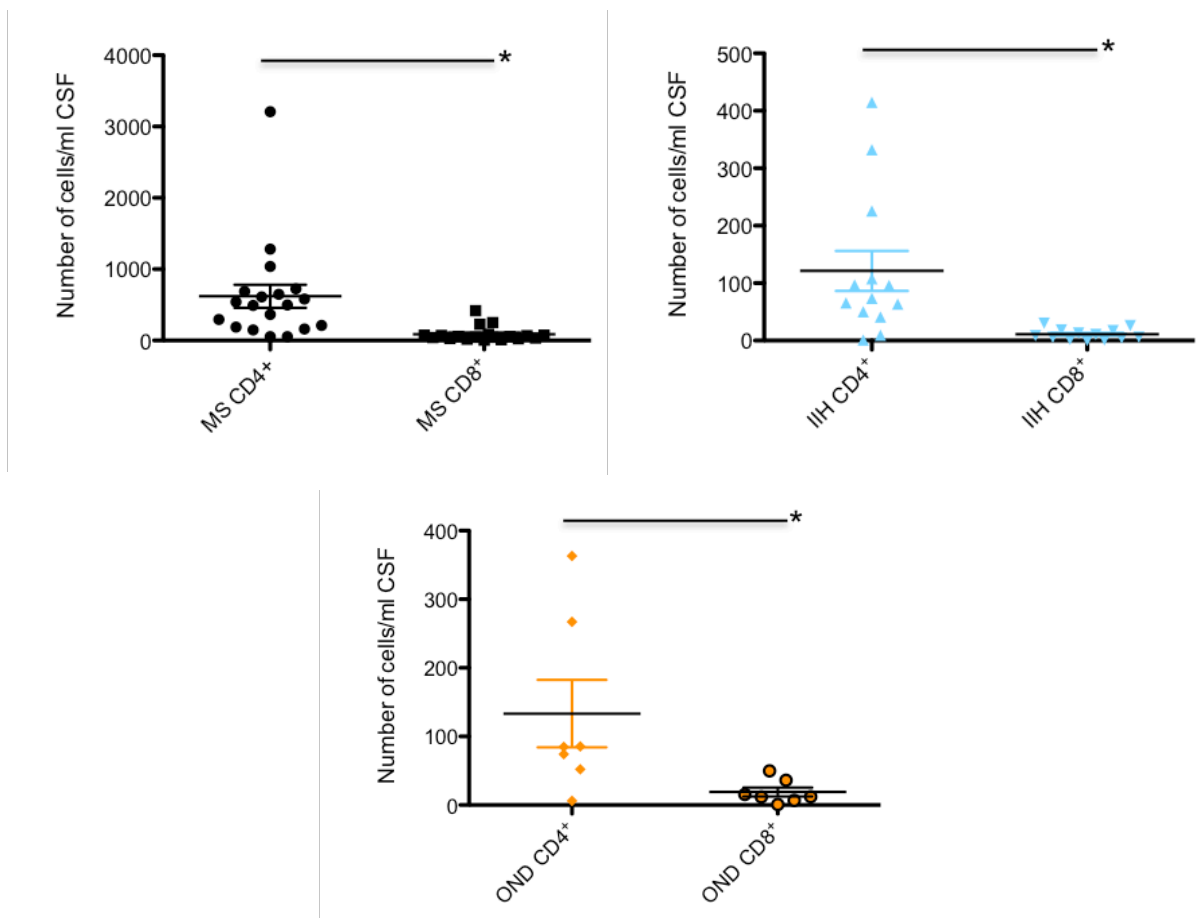 Number of cells/ml CSF
4000
3000
2000
1000
0
*
MS CD4+
MS CD8⁺
Number of cells/ml CSF
500
400
300
200
100
0
*
IIH CD4⁺
IIH CD8⁺
Number of cells/ml CSF
400
300
200
100
0
*
OND CD4⁺
OND CD8⁺